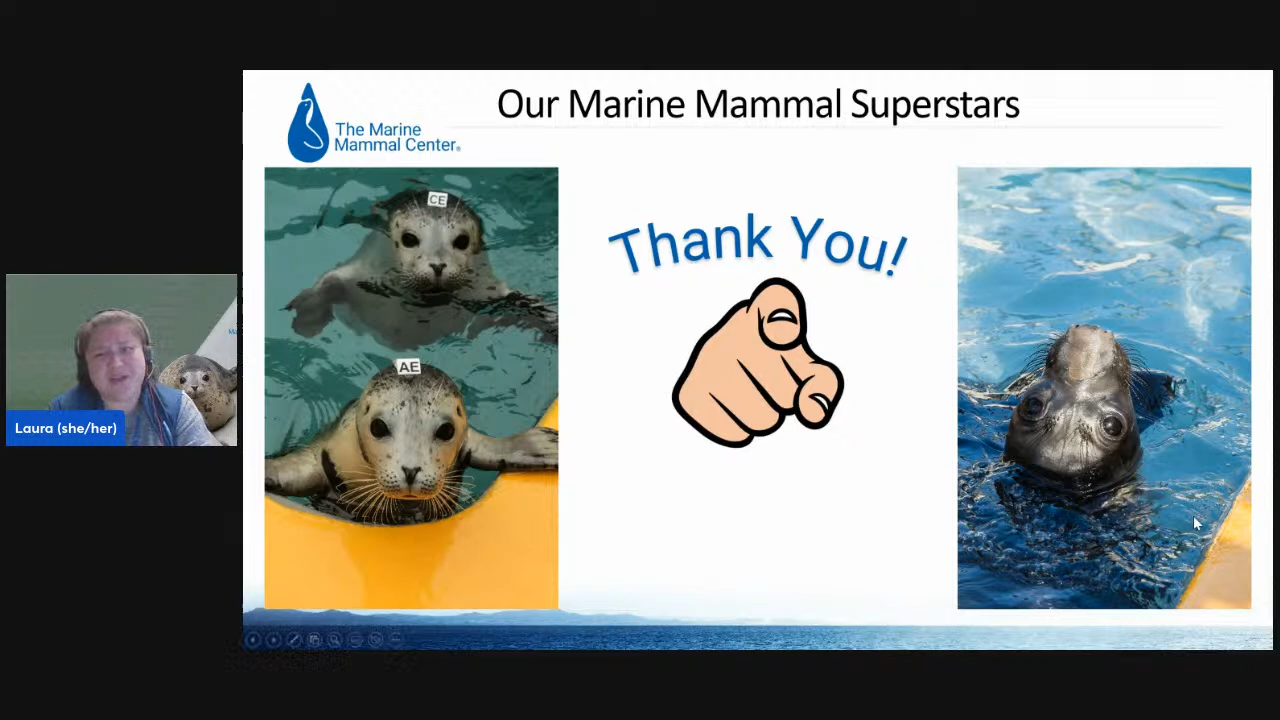 Our Marine Mammal Superstars
The Marine
Mammal Center®
CE
Thank You!
AE
Laura (she/her)